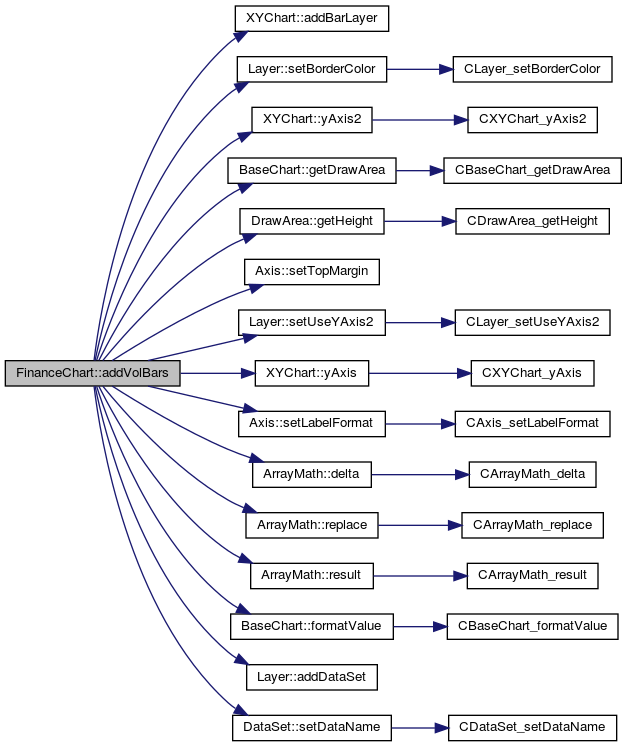 XYChart::addBarLayer
Layer::setBorderColor
CLayer_setBorderColor
XYChart::yAxis2
CXYChart_yAxis2
BaseChart::getDrawArea
CBaseChart_getDrawArea
DrawArea::getHeight
CDrawArea_getHeight
Axis::setTopMargin
Layer::setUseYAxis2
CLayer_setUseYAxis2
FinanceChart::addVolBars
XYChart::yAxis
CXYChart_yAxis
Axis::setLabelFormat
CAxis_setLabelFormat
ArrayMath::delta
CArrayMath_delta
ArrayMath::replace
CArrayMath_replace
ArrayMath::result
CArrayMath_result
BaseChart::formatValue
CBaseChart_formatValue
Layer::addDataSet
DataSet::setDataName
CDataSet_setDataName